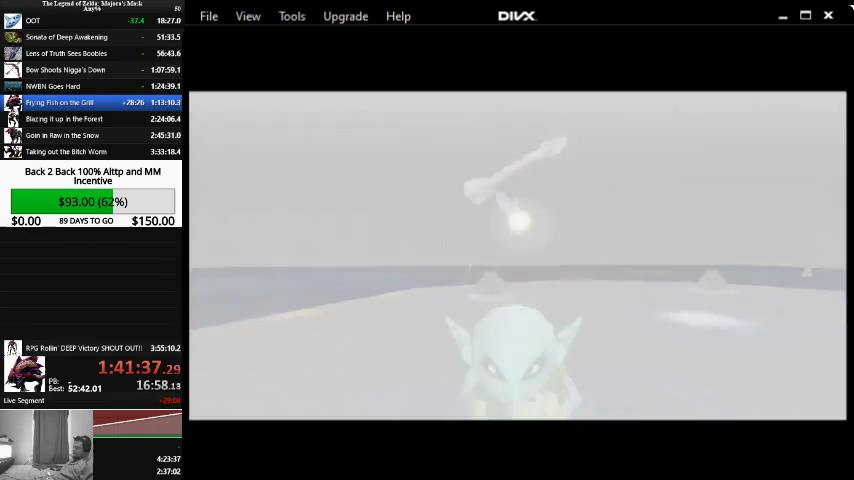 The Legend of Zelda: Majora's Mask
Any%
50
OOT -37.4 18:27.0
Sonata of Deep Awakening - 51:33.5
Lens of Truth Sees Boobies - 56:43.6
Bow Shoots Nigga's Down - 1:07:59.1
NWBN Goes Hard - 1:24:39.1
Frying Fish on the Grill +28:26 1:13:10.3
Blazing it up in the Forest 2:24:06.4
Goin in Raw in the Snow 2:45:31.0
Taking out the Bitch Worm 3:33:18.4
Back 2 Back 100% Alttp and MM
Incentive
$93.00 (62%)
$0.00 89 DAYS TO GO $150.00
RPG Rollin' DEEP Victory SHOUT OUT!! 3:55:10.2
1:41:37.29
PB: -
Best: 52:42.01 16:58.13
Live Segment +29:04
-
4:23:37
2:37:02
File View Tools Upgrade Help DIVX